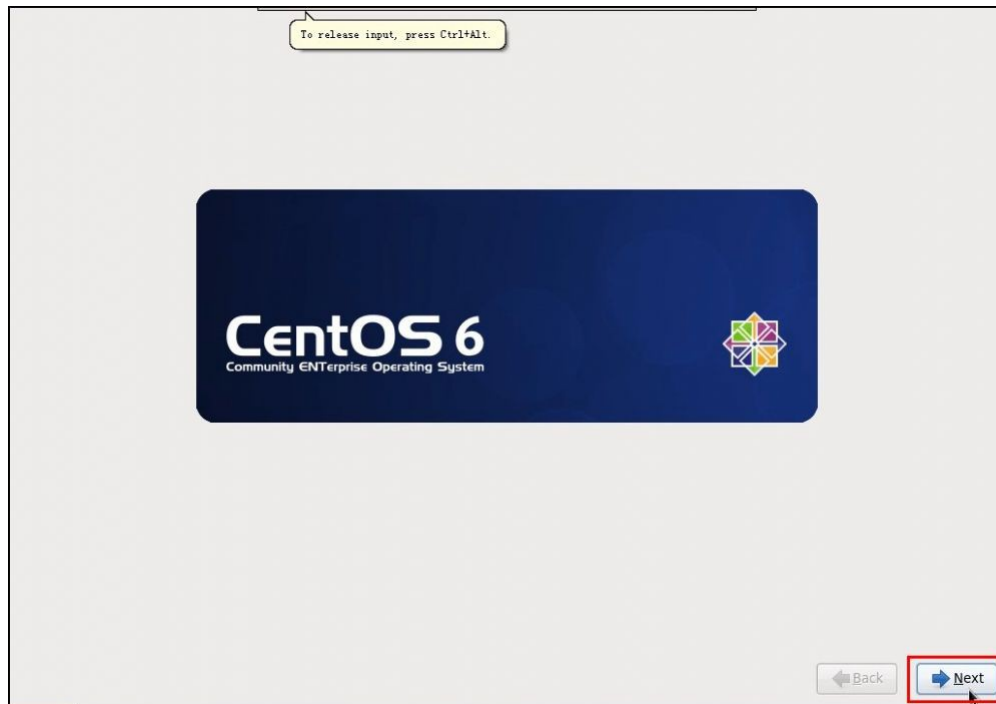 To release input, press Ctrl+Alt.
CentOS 6
Community ENTerprise Operating System
Back
Next